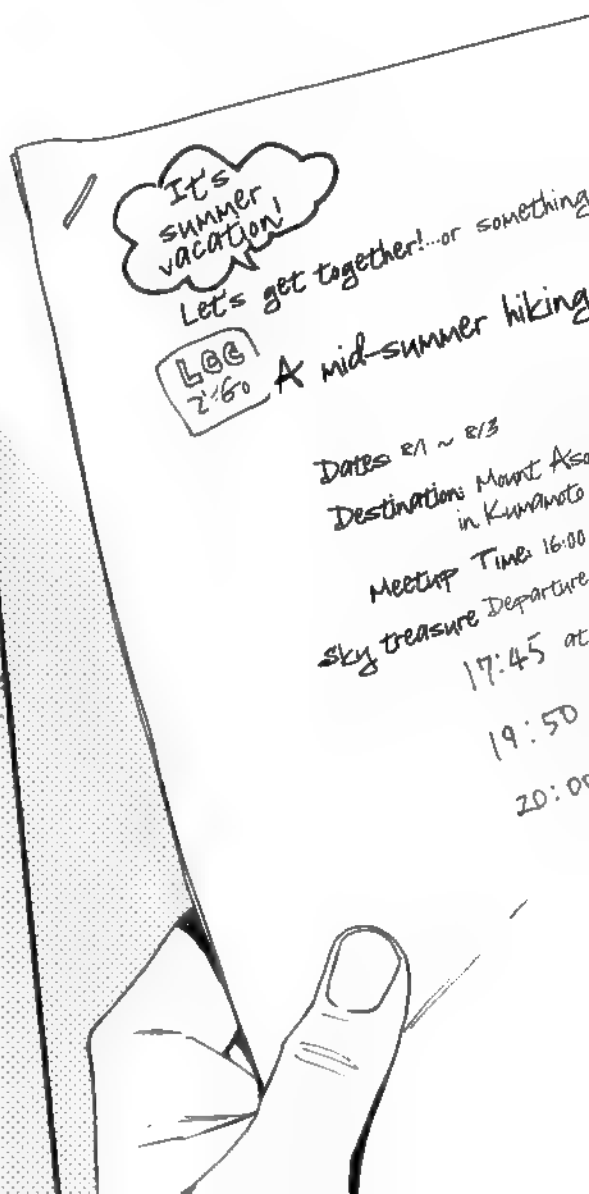 It's
summer
vacation!
Let's get together!...or something
A mid-summer hiking
Dates: 8/1 ~ 8/3
Destination: Mount Aso
in Kumamoto
Meetup Time: 16:00
Sky treasure Departure
17:45 at
19:50
20:00